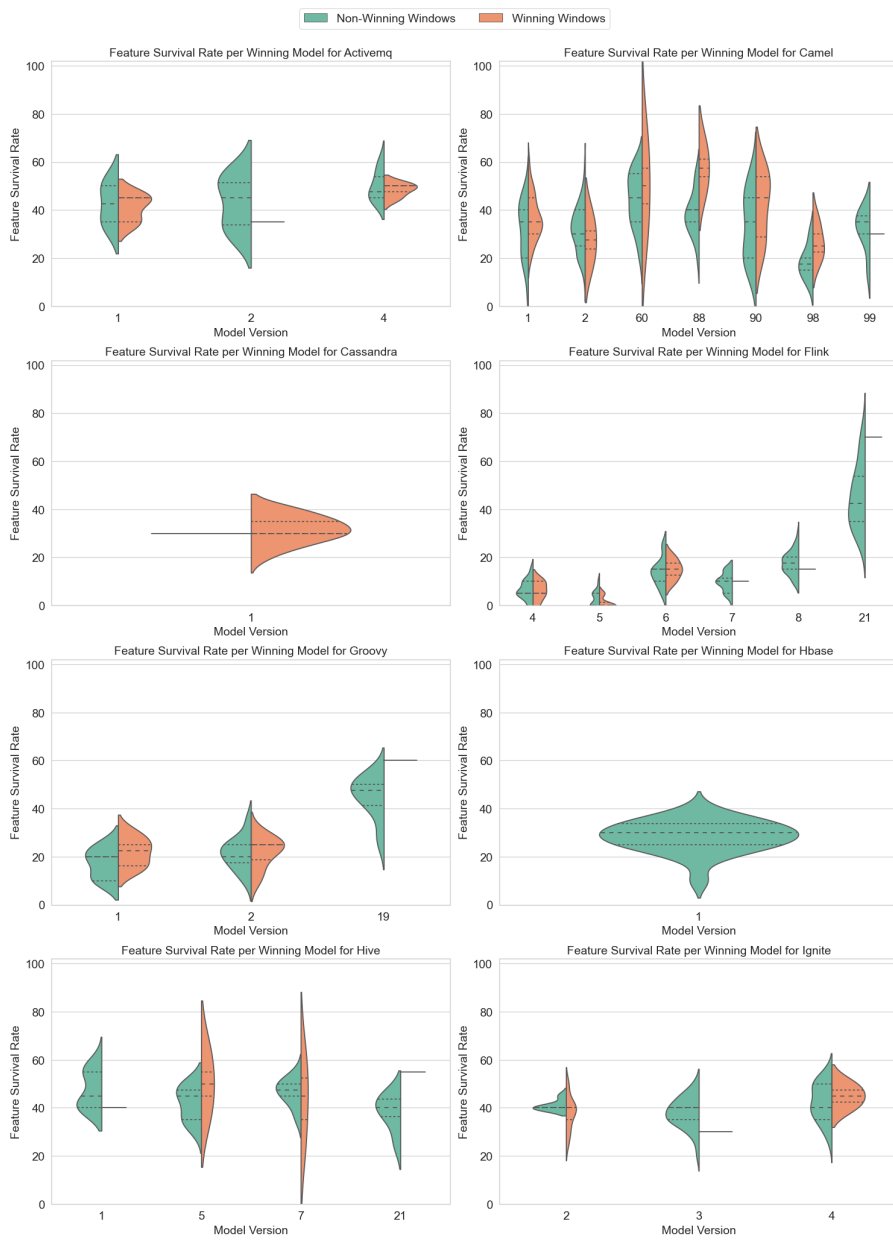 Non-Winning Windows Winning Windows
Feature Survival Rate per Winning Model for Activemq
100
80
60
40
20
0
Feature Survival Rate
1 2 4
Model Version
Feature Survival Rate per Winning Model for Camel
100
80
60
40
20
0
Feature Survival Rate
1 2 60 88 90 98 99
Model Version
Feature Survival Rate per Winning Model for Cassandra
100
80
60
40
20
0
Feature Survival Rate
1
Model Version
Feature Survival Rate per Winning Model for Flink
100
80
60
40
20
0
Feature Survival Rate
4 5 6 7 8 21
Model Version
Feature Survival Rate per Winning Model for Groovy
100
80
60
40
20
0
Feature Survival Rate
1 2 19
Model Version
Feature Survival Rate per Winning Model for Hbase
100
80
60
40
20
0
Feature Survival Rate
1
Model Version
Feature Survival Rate per Winning Model for Hive
100
80
60
40
20
0
Feature Survival Rate
1 5 7 21
Model Version
Feature Survival Rate per Winning Model for Ignite
100
80
60
40
20
0
Feature Survival Rate
2 3 4
Model Version